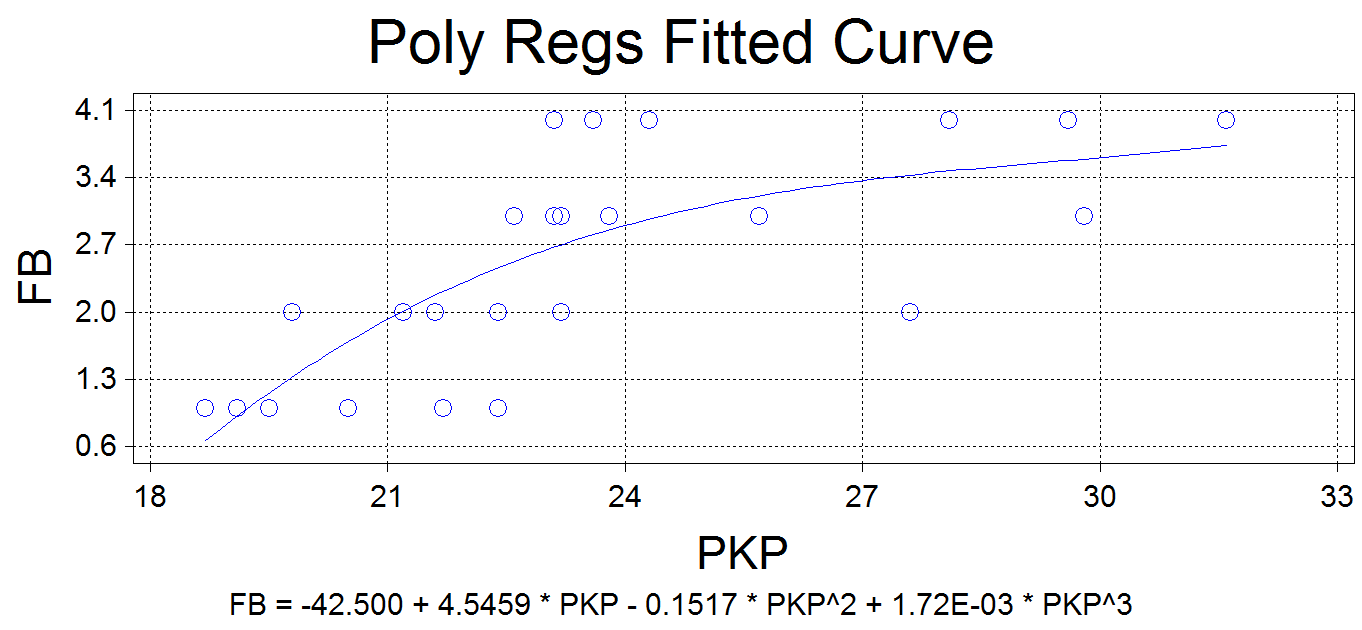 Poly Regs Fitted Curve
4.1
3.4
2.7
2.0
1.3
0.6
FB
18 21 24 27 30 33
PKP
FB = -42.500 + 4.5459 * PKP - 0.1517 * PKP^2 + 1.72E-03 * PKP^3